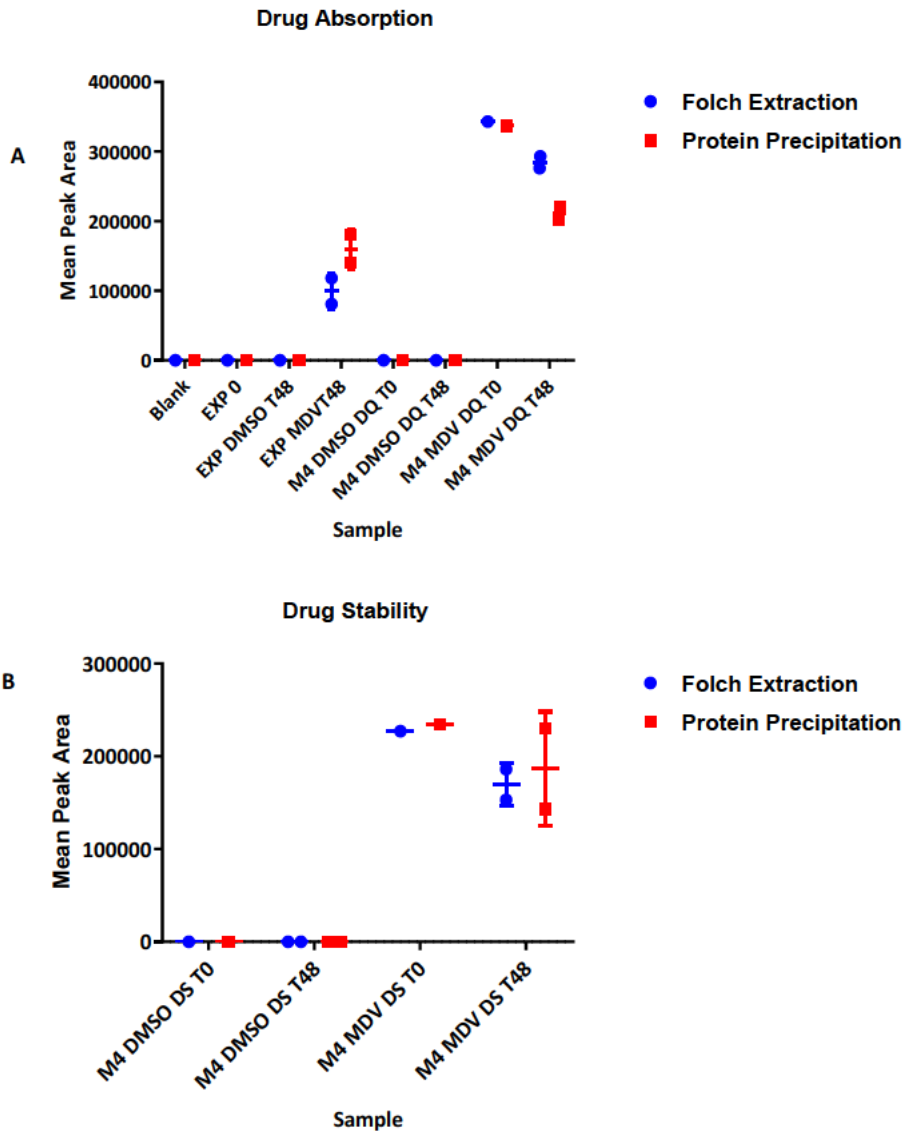 Drug Absorption
A
Mean Peak Area
400000
300000
200000
100000
0
Blank
EXP 0
EXP DMSO T48
EXP MDVT48
M4 DMSO DQ T0
M4 DMSO DQ T48
M4 MDV DQ T0
M4 MDV DQ T48
Sample
Folch Extraction
Protein Precipitation
Drug Stability
B
Mean Peak Area
300000
200000
100000
0
M4 DMSO DS T0
M4 DMSO DS T48
M4 MDV DS T0
M4 MDV DS T48
Sample
Folch Extraction
Protein Precipitation